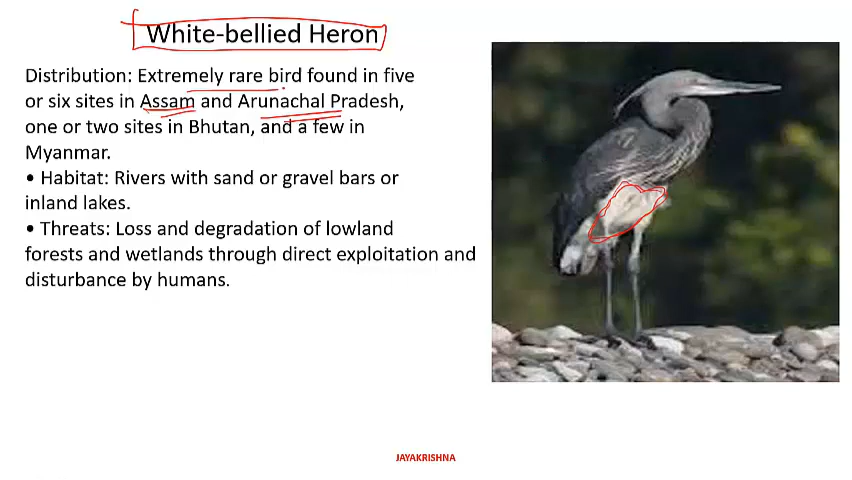 White-bellied Heron
Distribution: Extremely rare bird found in five
or six sites in Assam and Arunachal Pradesh,
one or two sites in Bhutan, and a few in
Myanmar.
• Habitat: Rivers with sand or gravel bars or
inland lakes.
• Threats: Loss and degradation of lowland
forests and wetlands through direct exploitation and
disturbance by humans.
JAYAKRISHNA